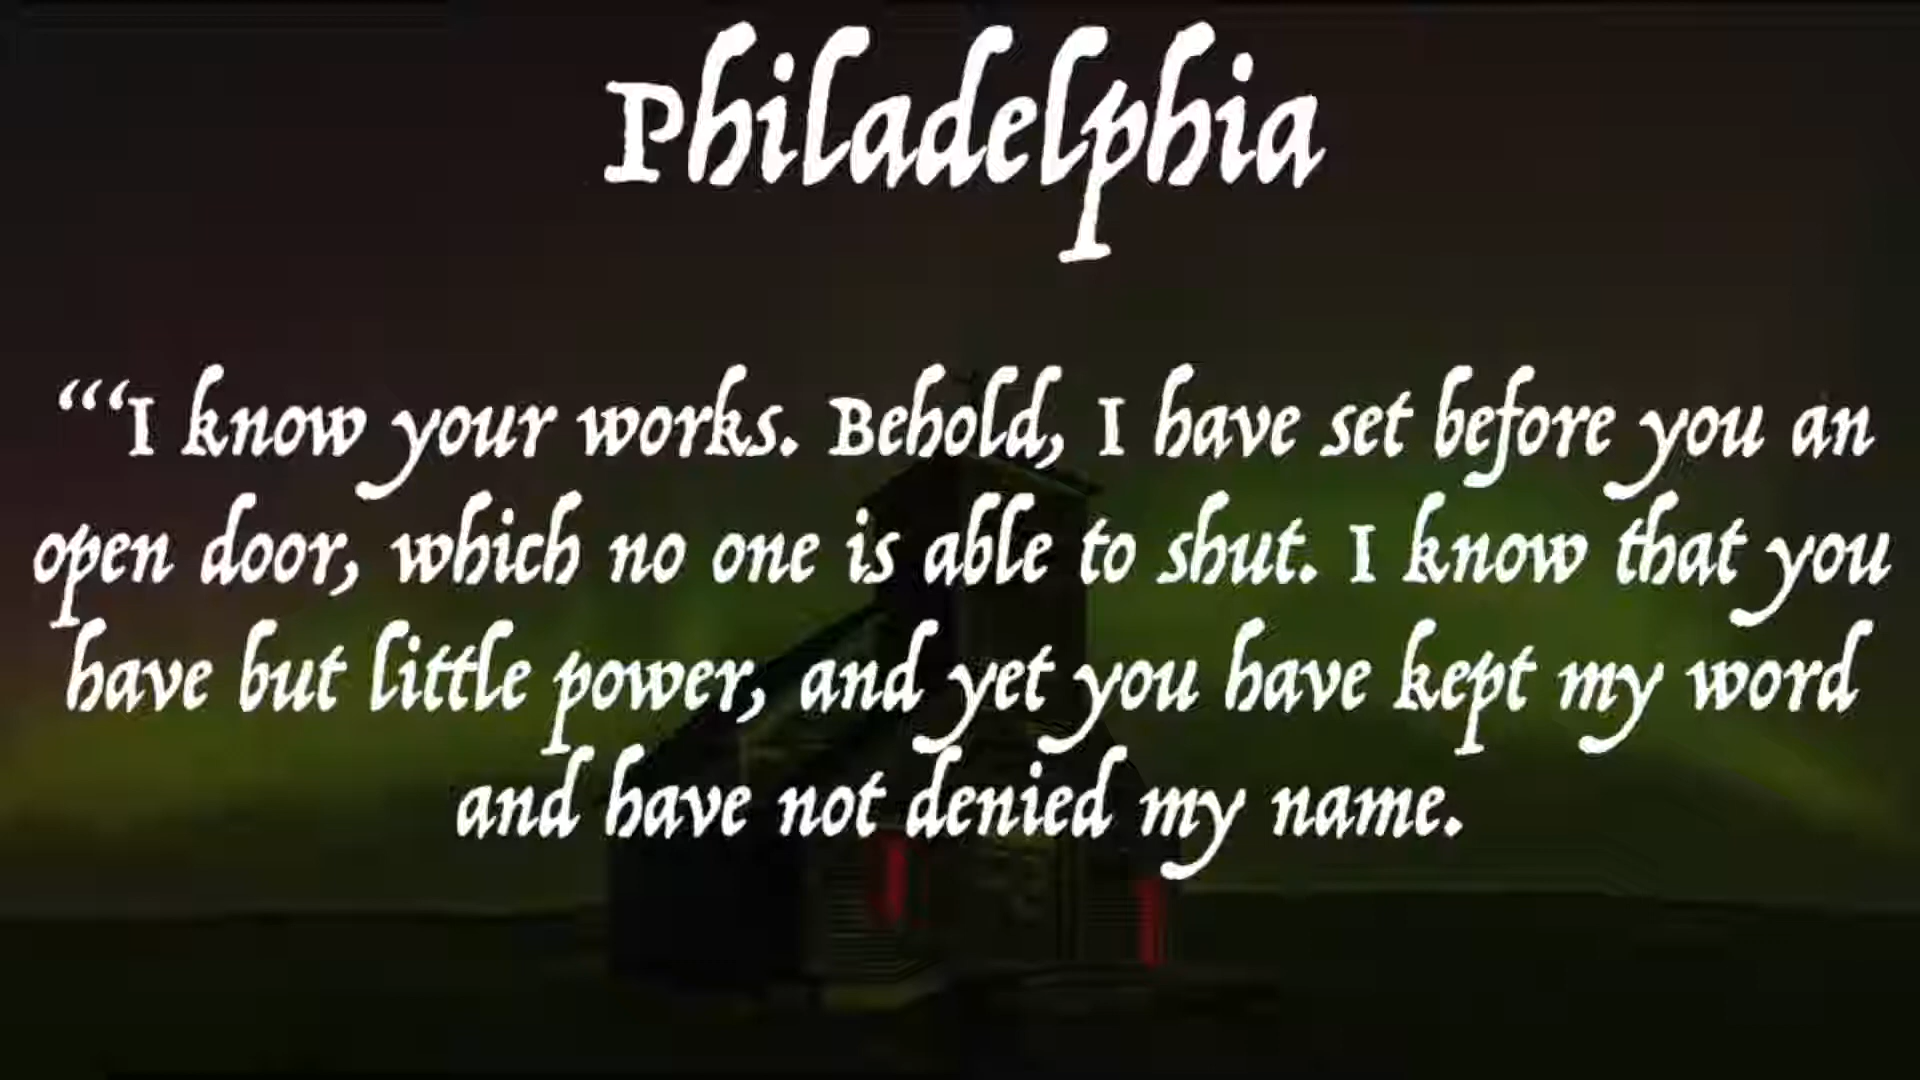 Philadelphia
“‘I know your works. Behold, I have set before you an
open door, which no one is able to shut. I know that you
have but little power, and yet you have kept my word
and have not denied my name.